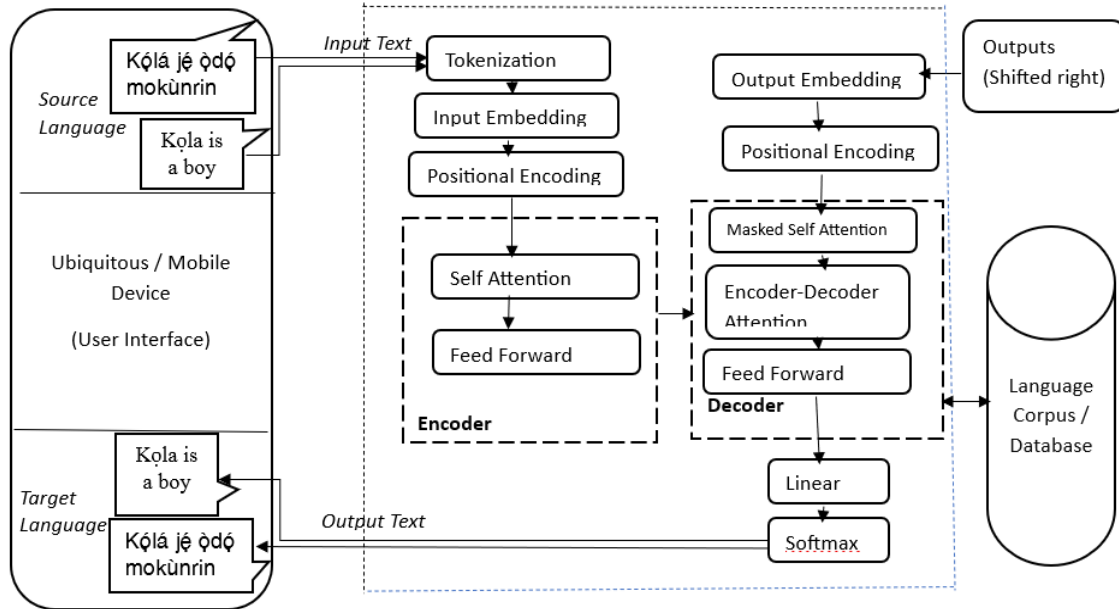 Kọ́lá jẹ́ ọ̀dọ́
mokùnrin
Source
Language
Kọla is
a boy
Ubiquitous / Mobile
Device
(User Interface)
Kọla is
a boy
Target
Language
Kọ́lá jẹ́ ọ̀dọ́
mokùnrin
Input Text
Output Text
Tokenization
Input Embedding
Positional Encoding
Self Attention
Feed Forward
Encoder
Output Embedding
Positional Encoding
Masked Self Attention
Encoder-Decoder
Attention
Feed Forward
Decoder
Linear
Softmax
Outputs
(Shifted right)
Language
Corpus /
Database